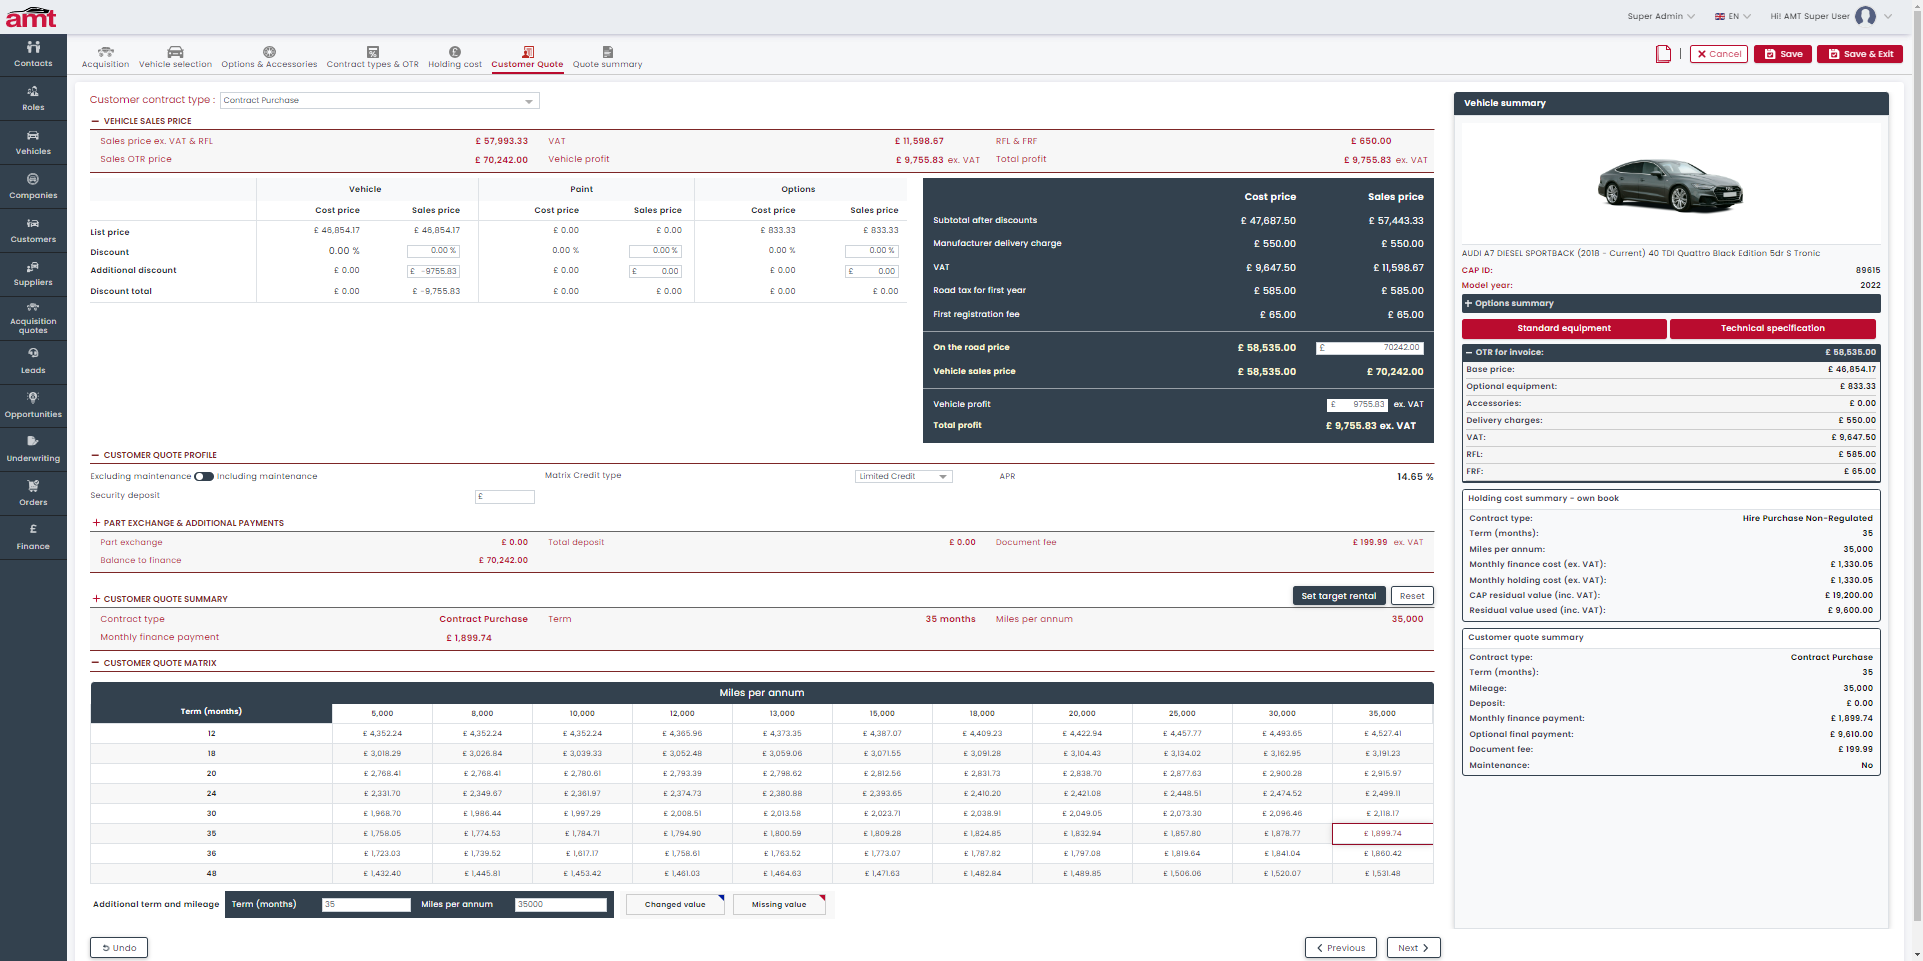 amt
Super Admin
EN
Hi! AMT Super User
Contacts
Roles
Vehicles
Companies
Customers
Suppliers
Acquisition
quotes
Leads
Opportunities
Underwriting
Orders
Finance
Acquisition
Vehicle selection
Options & Accessories
Contract types & OTR
Holding cost
Customer Quote
Quote summary
Cancel
Save
Save & Exit
Customer contract type : Contract Purchase
VEHICLE SALES PRICE
Sales price ex. VAT & RFL £ 57,993.33 VAT £ 11,598.67 RFL & FRF £ 650.00
Sales OTR price £ 70,242.00 Vehicle profit £ 9,755.83 ex. VAT Total profit £ 9,755.83 ex. VAT
Vehicle Paint Options
Cost price Sales price Cost price Sales price Cost price Sales price
List price £ 46,854.17 £ 46,854.17 £ 0.00 £ 0.00 £ 833.33 £ 833.33
Discount 0.00 % 0.00 % 0.00 % 0.00 % 0.00 % 0.00 %
Additional discount £ 0.00 £ -9755.83 £ 0.00 £ 0.00 £ 0.00 £ 0.00
Discount total £ 0.00 £ -9,755.83 £ 0.00 £ 0.00 £ 0.00 £ 0.00
Cost price Sales price
Subtotal after discounts £ 47,687.50 £ 57,443.33
Manufacturer delivery charge £ 550.00 £ 550.00
VAT £ 9,647.50 £ 11,598.67
Road tax for first year £ 585.00 £ 585.00
First registration fee £ 65.00 £ 65.00
On the road price £ 58,535.00 £ 70242.00
Vehicle sales price £ 58,535.00 £ 70,242.00
Vehicle profit £ 9755.83 ex. VAT
Total profit £ 9,755.83 ex. VAT
CUSTOMER QUOTE PROFILE
Excluding maintenance Including maintenance Matrix Credit type Limited Credit APR 14.65 %
Security deposit £
PART EXCHANGE & ADDITIONAL PAYMENTS
Part exchange £ 0.00 Total deposit £ 0.00 Document fee £ 199.99 ex. VAT
Balance to finance £ 70,242.00
CUSTOMER QUOTE SUMMARY
Set target rental Reset
Contract type Contract Purchase Term 35 months Miles per annum 35,000
Monthly finance payment £ 1,899.74
CUSTOMER QUOTE MATRIX
Miles per annum
Term (months) 5,000 8,000 10,000 12,000 13,000 15,000 18,000 20,000 25,000 30,000 35,000
12 £ 4,352.24 £ 4,352.24 £ 4,352.24 £ 4,365.96 £ 4,373.35 £ 4,387.07 £ 4,409.23 £ 4,422.94 £ 4,457.77 £ 4,493.65 £ 4,527.41
18 £ 3,018.29 £ 3,026.84 £ 3,039.33 £ 3,052.48 £ 3,059.06 £ 3,071.55 £ 3,091.28 £ 3,104.43 £ 3,134.02 £ 3,162.95 £ 3,191.23
20 £ 2,768.41 £ 2,768.41 £ 2,780.61 £ 2,793.39 £ 2,798.62 £ 2,812.56 £ 2,831.73 £ 2,838.70 £ 2,877.63 £ 2,900.28 £ 2,915.97
24 £ 2,331.70 £ 2,349.67 £ 2,361.97 £ 2,374.73 £ 2,380.88 £ 2,393.65 £ 2,410.20 £ 2,421.08 £ 2,448.51 £ 2,474.52 £ 2,499.11
30 £ 1,968.70 £ 1,986.44 £ 1,997.29 £ 2,008.51 £ 2,013.58 £ 2,023.71 £ 2,038.91 £ 2,049.05 £ 2,073.30 £ 2,096.46 £ 2,118.17
35 £ 1,758.05 £ 1,774.53 £ 1,784.71 £ 1,794.90 £ 1,800.59 £ 1,809.28 £ 1,824.85 £ 1,832.94 £ 1,857.80 £ 1,878.77 £ 1,899.74
36 £ 1,723.03 £ 1,739.52 £ 1,617.17 £ 1,758.61 £ 1,763.52 £ 1,773.07 £ 1,787.82 £ 1,797.08 £ 1,819.64 £ 1,841.04 £ 1,860.42
48 £ 1,432.40 £ 1,445.81 £ 1,453.42 £ 1,461.03 £ 1,464.63 £ 1,471.63 £ 1,482.84 £ 1,489.85 £ 1,506.06 £ 1,520.07 £ 1,531.48
Additional term and mileage Term (months) 35 Miles per annum 35000 Changed value Missing value
Undo
Previous
Next
Vehicle summary
AUDI A7 DIESEL SPORTBACK (2018 - Current) 40 TDI Quattro Black Edition 5dr S Tronic
CAP ID: 89615
Model year: 2022
Options summary
Standard equipment Technical specification
OTR for invoice: £ 58,535.00
Base price: £ 46,854.17
Optional equipment: £ 833.33
Accessories: £ 0.00
Delivery charges: £ 550.00
VAT: £ 9,647.50
RFL: £ 585.00
FRF: £ 65.00
Holding cost summary - own book
Contract type: Hire Purchase Non-Regulated
Term (months): 35
Miles per annum: 35,000
Monthly finance cost (ex. VAT): £ 1,330.05
Monthly holding cost (ex. VAT): £ 1,330.05
CAP residual value (inc. VAT): £ 19,200.00
Residual value used (inc. VAT): £ 9,600.00
Customer quote summary
Contract type: Contract Purchase
Term (months): 35
Mileage: 35,000
Deposit: £ 0.00
Monthly finance payment: £ 1,899.74
Optional final payment: £ 9,610.00
Document fee: £ 199.99
Maintenance: No